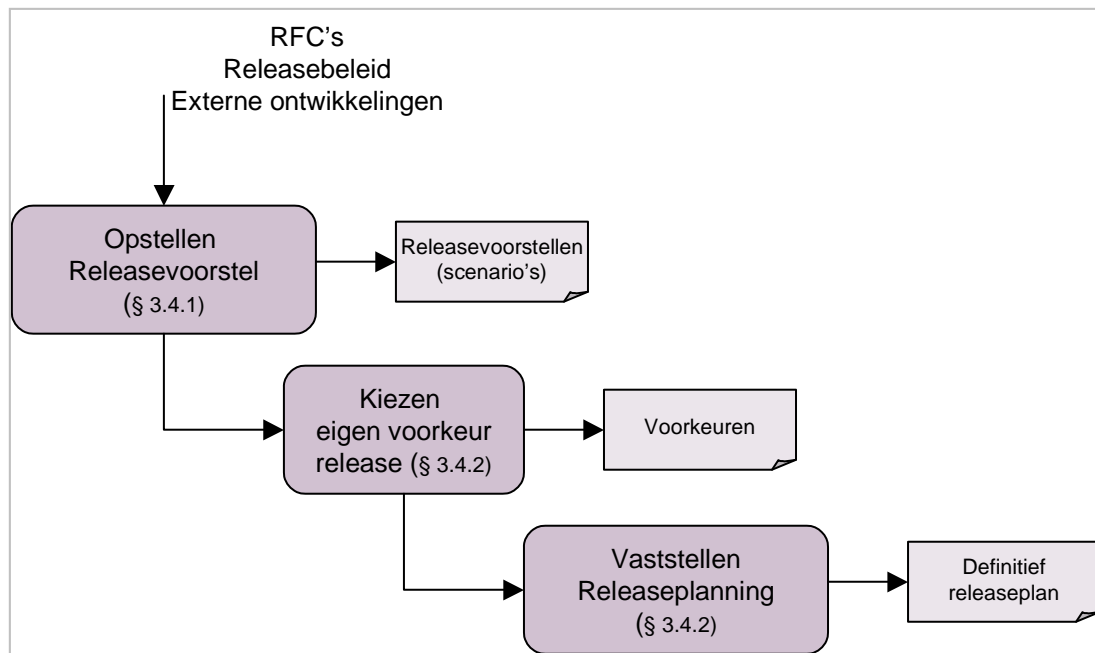 RFC's
Releasebeleid
Externe ontwikkelingen
Opstellen
Releasevoorstel
(§ 3.4.1)
Releasevoorstellen
(scenario's)
Kiezen
eigen voorkeur
release (§ 3.4.2)
Voorkeuren
Vaststellen
Releaseplanning
(§ 3.4.2)
Definitief
releaseplan